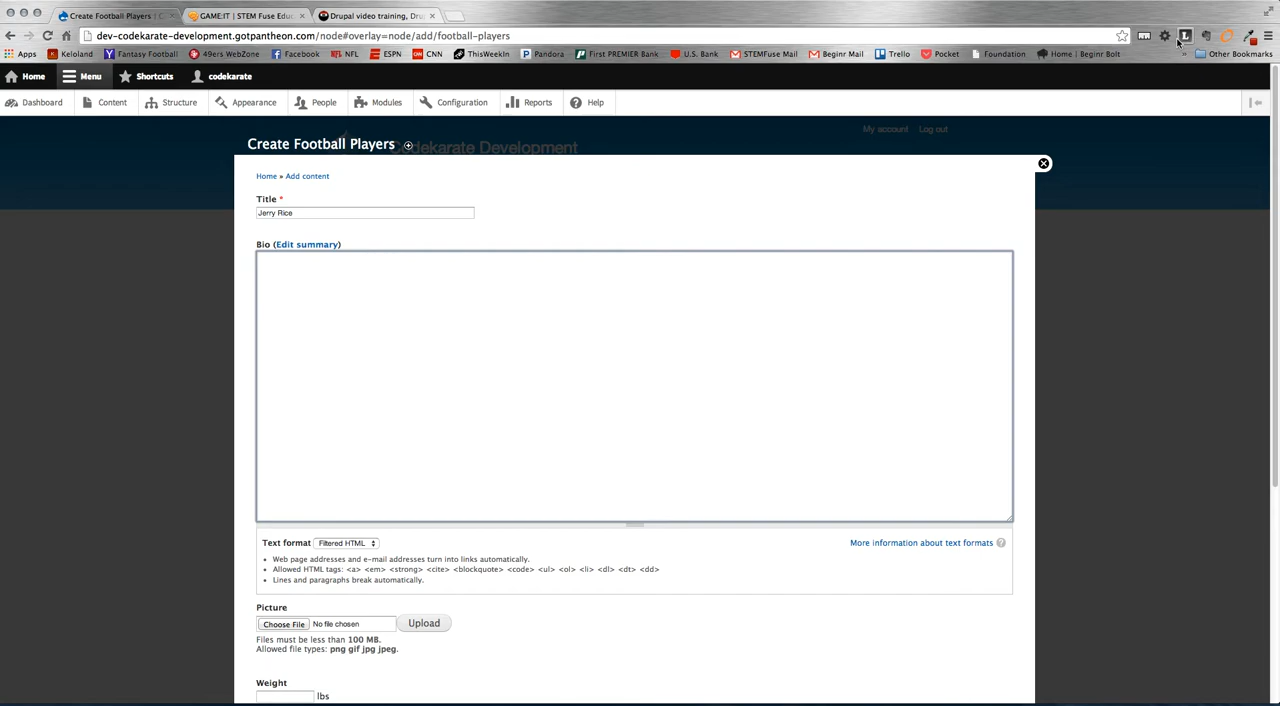 Create Football Players | C
GAME:IT | STEM Fuse Edu
Drupal video training, Dru
dev-codekarate-development.gotpantheon.com/node#overlay=node/add/football-players
Apps Keloland Fantasy Football 49ers WebZone Facebook NFL ESPN CNN ThisWeekIn Pandora First PREMIER Bank U.S. Bank STEMFuse Mail Beginr Mail Trello Pocket Foundation Home | Beginr Bolt » Other Bookmarks
Home Menu Shortcuts codekarate
Dashboard Content Structure Appearance People Modules Configuration Reports Help
My account Log out
Create Football Players
Codekarate Development
Home » Add content
Title *
Jerry Rice
Bio (Edit summary)
Text format Filtered HTML
More information about text formats ?
• Web page addresses and e-mail addresses turn into links automatically.
• Allowed HTML tags: <a> <em> <strong> <cite> <blockquote> <code> <ul> <ol> <li> <dl> <dt> <dd>
• Lines and paragraphs break automatically.
Picture
Choose File No file chosen Upload
Files must be less than 100 MB.
Allowed file types: png gif jpg jpeg.
Weight
lbs